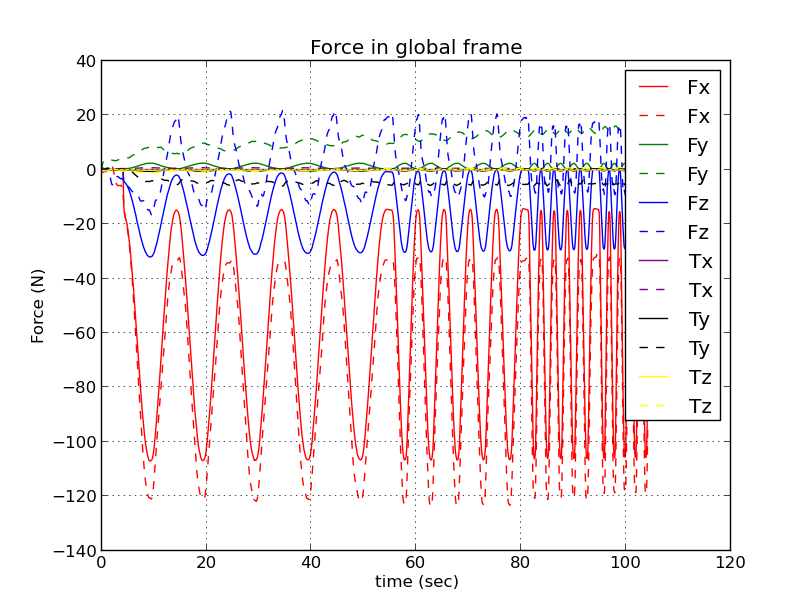 Force in global frame
Force (N)
40
20
0
−20
−40
−60
−80
−100
−120
−140
0 20 40 60 80 100 120
time (sec)
Fx
Fx
Fy
Fy
Fz
Fz
Tx
Tx
Ty
Ty
Tz
Tz